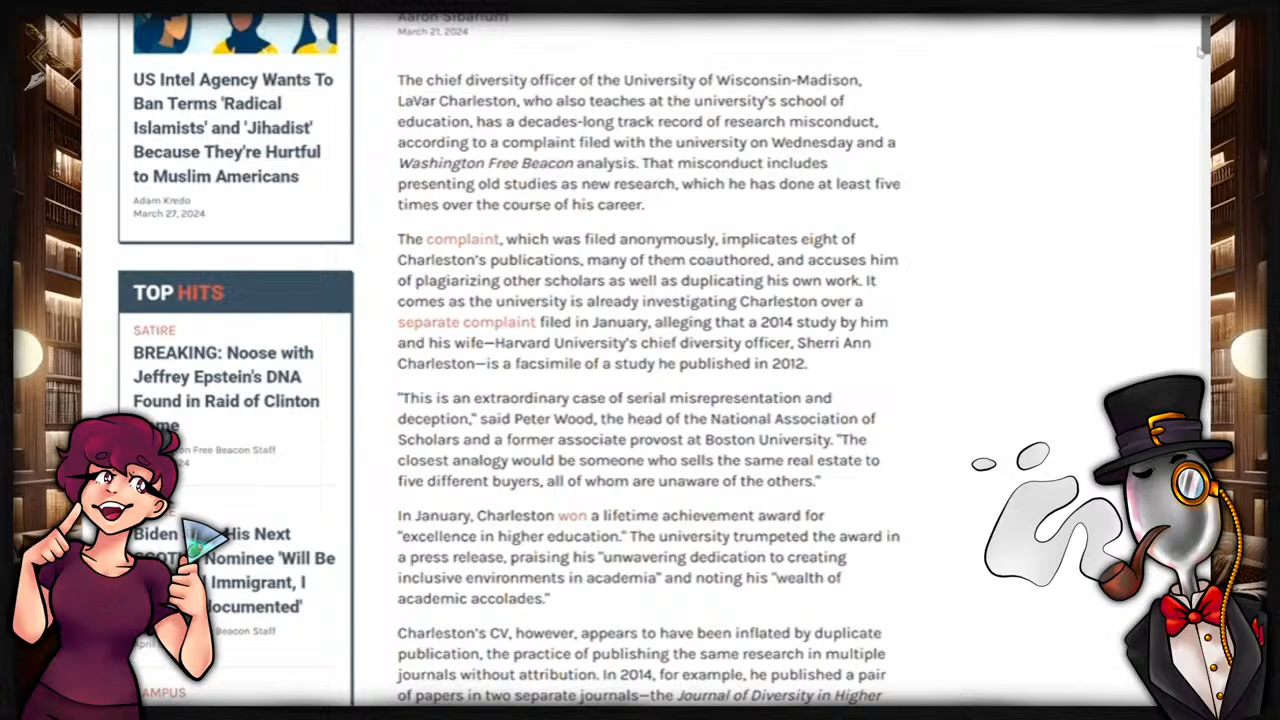 US Intel Agency Wants To
Ban Terms 'Radical
Islamists' and 'Jihadist'
Because They're Hurtful
to Muslim Americans
Adam Kredo
March 27, 2024
TOP HITS
SATIRE
BREAKING: Noose with
Jeffrey Epstein's DNA
Found in Raid of Clinton
me
on Free Beacon Staff
Biden His Next
Nominee 'Will Be
Immigrant, I
ocumented'
Beacon Staff
AMPUS
Aaron Sibarium
March 21, 2024
The chief diversity officer of the University of Wisconsin-Madison,
LaVar Charleston, who also teaches at the university's school of
education, has a decades-long track record of research misconduct,
according to a complaint filed with the university on Wednesday and a
Washington Free Beacon analysis. That misconduct includes
presenting old studies as new research, which he has done at least five
times over the course of his career.
The complaint, which was filed anonymously, implicates eight of
Charleston's publications, many of them coauthored, and accuses him
of plagiarizing other scholars as well as duplicating his own work. It
comes as the university is already investigating Charleston over a
separate complaint filed in January, alleging that a 2014 study by him
and his wife—Harvard University's chief diversity officer, Sherri Ann
Charleston—is a facsimile of a study he published in 2012.
"This is an extraordinary case of serial misrepresentation and
deception," said Peter Wood, the head of the National Association of
Scholars and a former associate provost at Boston University. "The
closest analogy would be someone who sells the same real estate to
five different buyers, all of whom are unaware of the others."
In January, Charleston won a lifetime achievement award for
"excellence in higher education." The university trumpeted the award in
a press release, praising his "unwavering dedication to creating
inclusive environments in academia" and noting his "wealth of
academic accolades."
Charleston's CV, however, appears to have been inflated by duplicate
publication, the practice of publishing the same research in multiple
journals without attribution. In 2014, for example, he published a pair
of papers in two separate journals—the Journal of Diversity in Higher